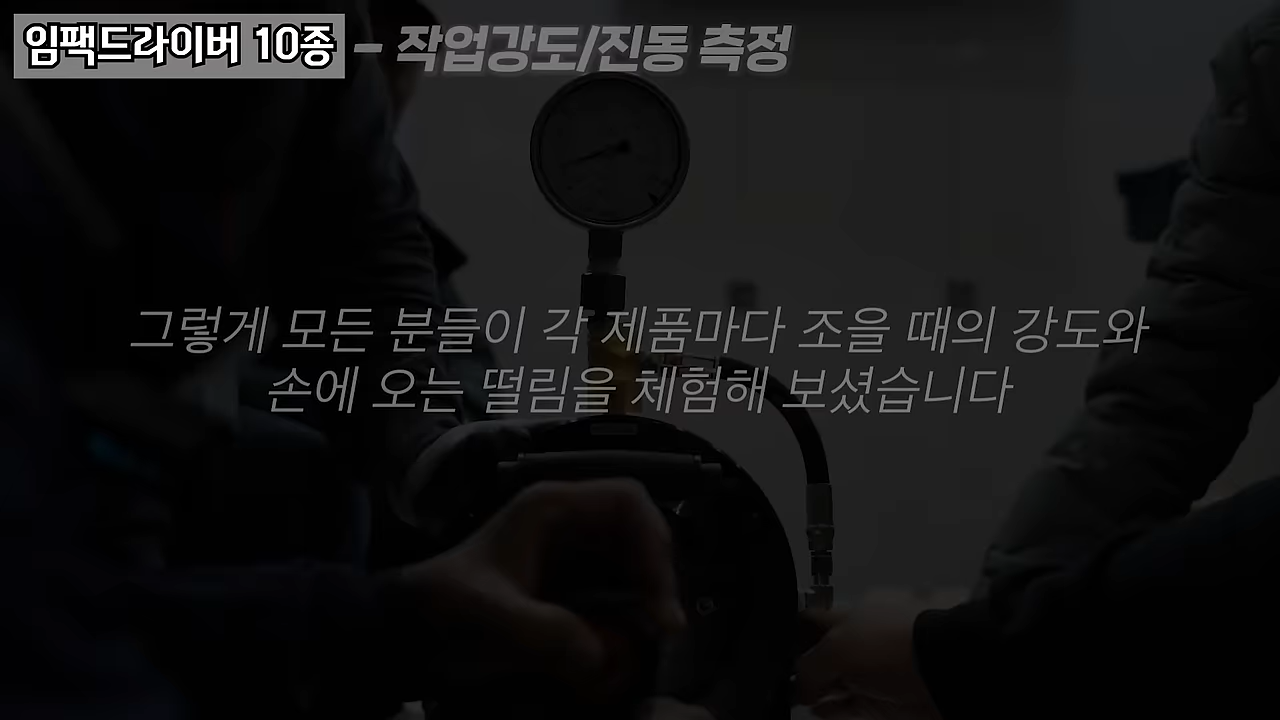 임팩드라이버 10종 - 작업강도/진동 측정
그렇게 모든 분들이 각 제품마다 조을 때의 강도와
손에 오는 떨림을 체험해 보셨습니다